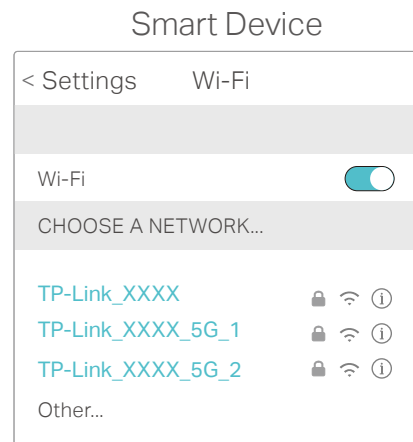 Smart Device
< Settings Wi-Fi
Wi-Fi
CHOOSE A NETWORK...
TP-Link_XXXX
TP-Link_XXXX_5G_1
TP-Link_XXXX_5G_2
Other...